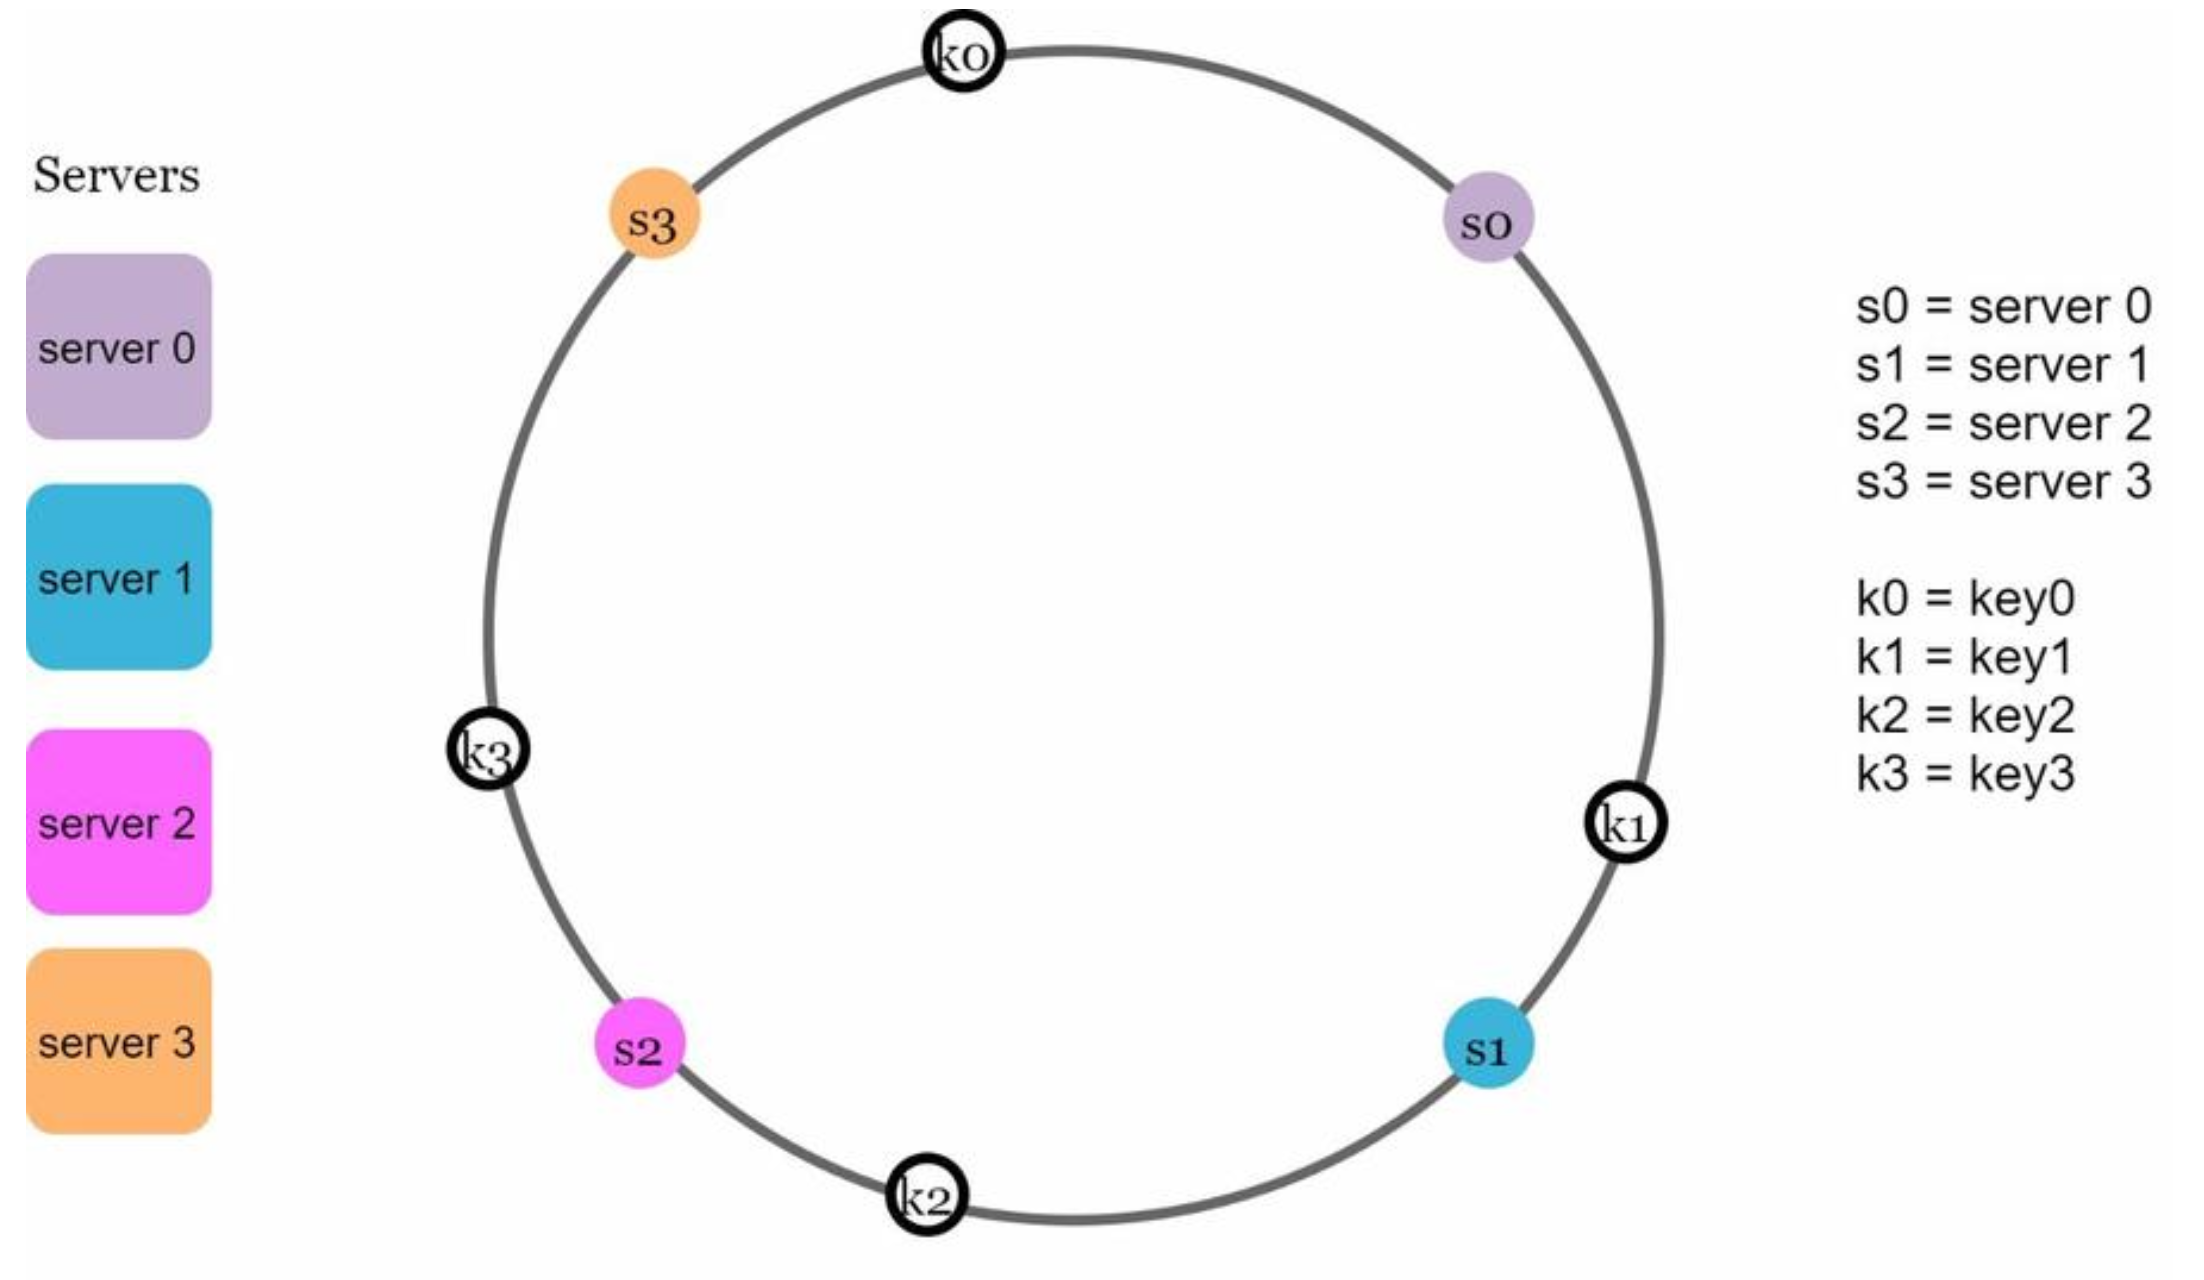 Servers
server 0
server 1
server 2
server 3
k0
s3
s0
k3
k1
s2
s1
k2
s0 = server 0
s1 = server 1
s2 = server 2
s3 = server 3
k0 = key0
k1 = key1
k2 = key2
k3 = key3